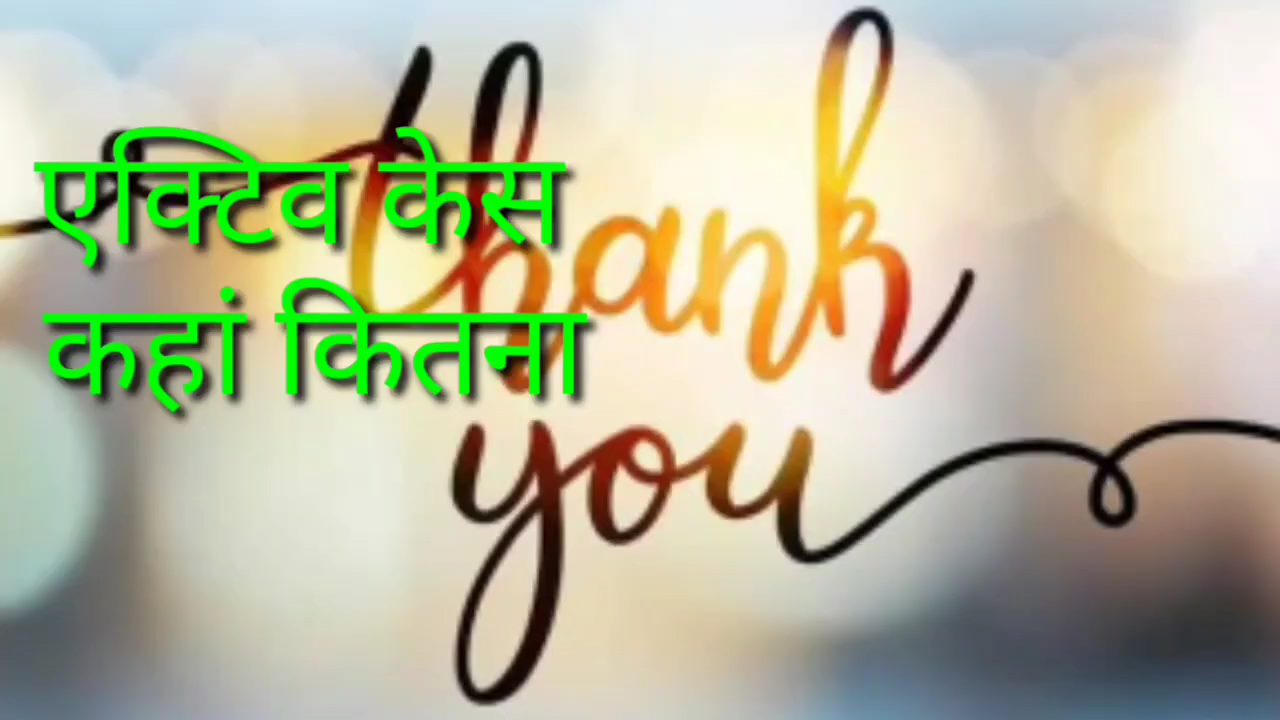 thank
एक्टिव केस
कहां कितना
you